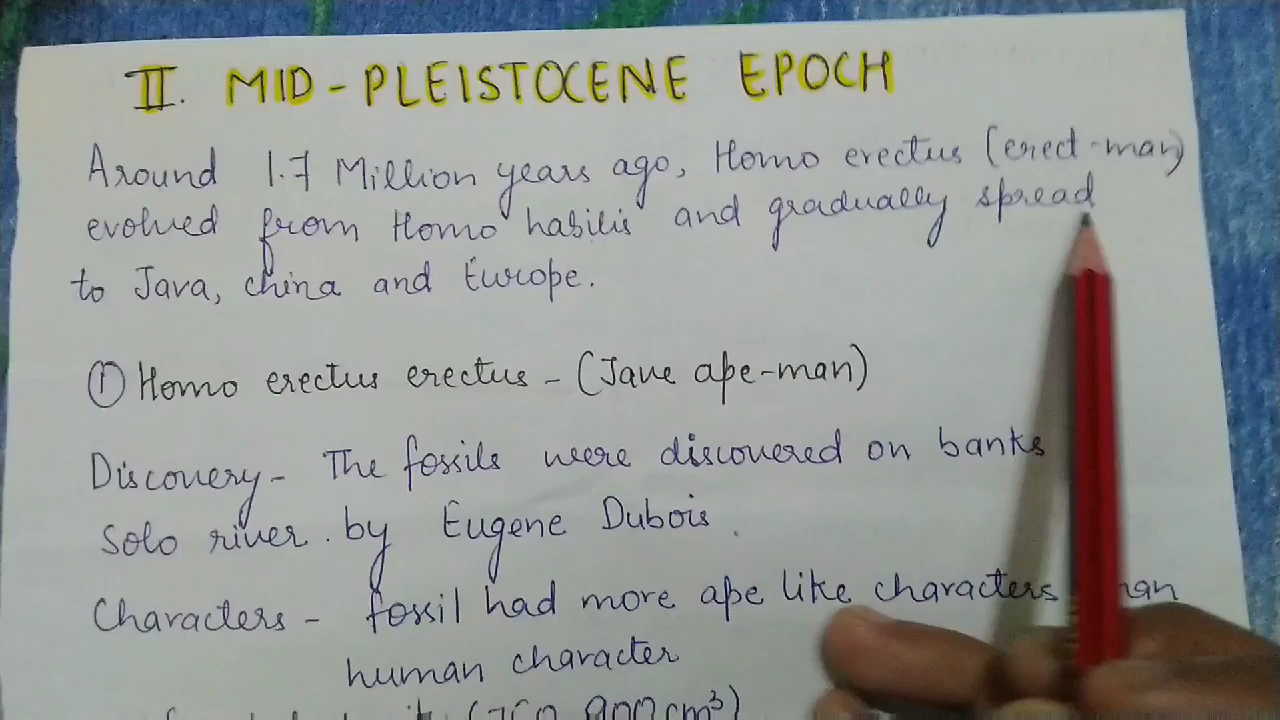 II. MID-PLEISTOCENE EPOCH
Around 1.7 Million years ago, Homo erectus (erect-man)
evolved from Homo habilis and gradually spread
to Java, china and Europe.
① Homo erectus erectus - (Jave ape-man)
Discovery - The fossils were discovered on banks
Solo river. by Eugene Dubois.
Characters - fossil had more ape like characters
human character
900 cm³)